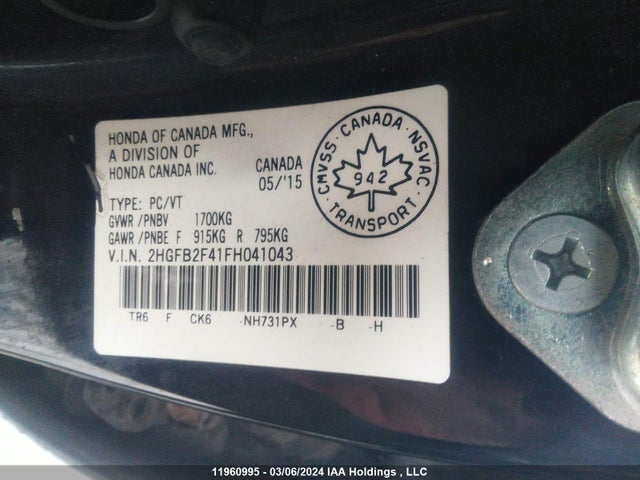 HONDA OF CANADA MFG.,
A DIVISION OF
HONDA CANADA INC.
CANADA
05/'15
TYPE: PC/VT
GVWR /PNBV 1700KG
GAWR /PNBE F 915KG R 795KG
V.I.N. 2HGFB2F41FH041043
TR6 F CK6 -NH731PX -B -H
CMVSS · CANADA · NSVAC
942
TRANSPORT
11960995 - 03/06/2024 IAA Holdings , LLC